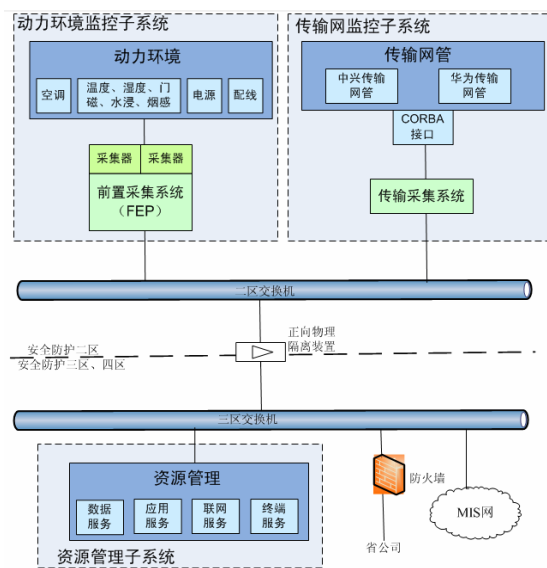 动力环境监控子系统
动力环境
空调
温度、湿度、门
磁、水浸、烟感
电源
配线
采集器
采集器
前置采集系统
（FEP）
传输网监控子系统
传输网管
中兴传输
网管
华为传输
网管
CORBA
接口
传输采集系统
二区交换机
正向物理
隔离装置
安全防护二区
安全防护三区、四区
三区交换机
资源管理
数据
服务
应用
服务
联网
服务
终端
服务
资源管理子系统
防火墙
省公司
MIS网